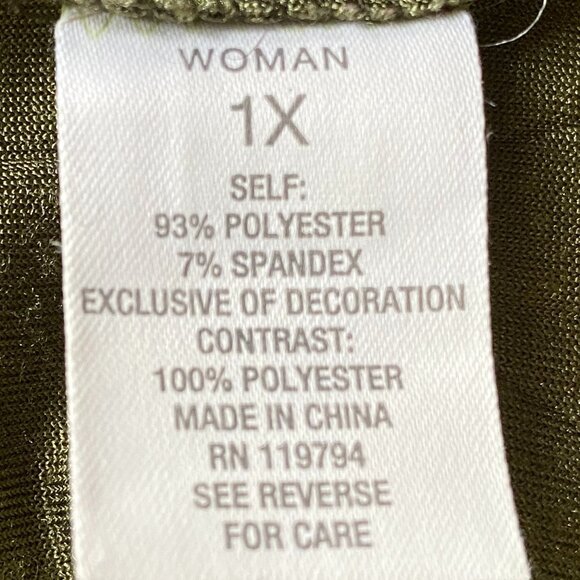 WOMAN
1X
SELF:
93% POLYESTER
7% SPANDEX
EXCLUSIVE OF DECORATION
CONTRAST:
100% POLYESTER
MADE IN CHINA
RN 119794
SEE REVERSE
FOR CARE